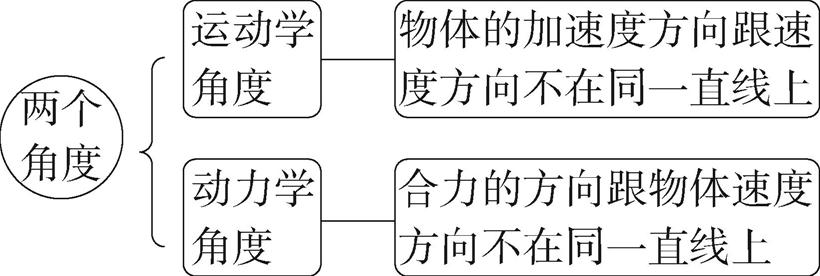 两个
角度
运动学
角度
物体的加速度方向跟速
度方向不在同一直线上
动力学
角度
合力的方向跟物体速度
方向不在同一直线上